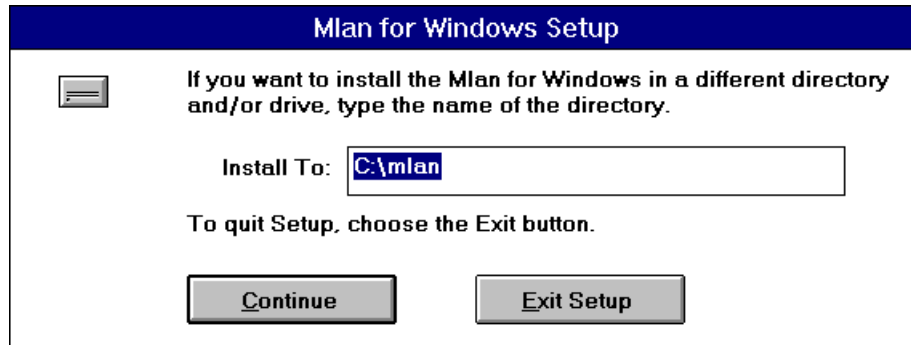 Mlan for Windows Setup
If you want to install the Mlan for Windows in a different directory
and/or drive, type the name of the directory.
Install To: C:\mlan
To quit Setup, choose the Exit button.
Continue Exit Setup